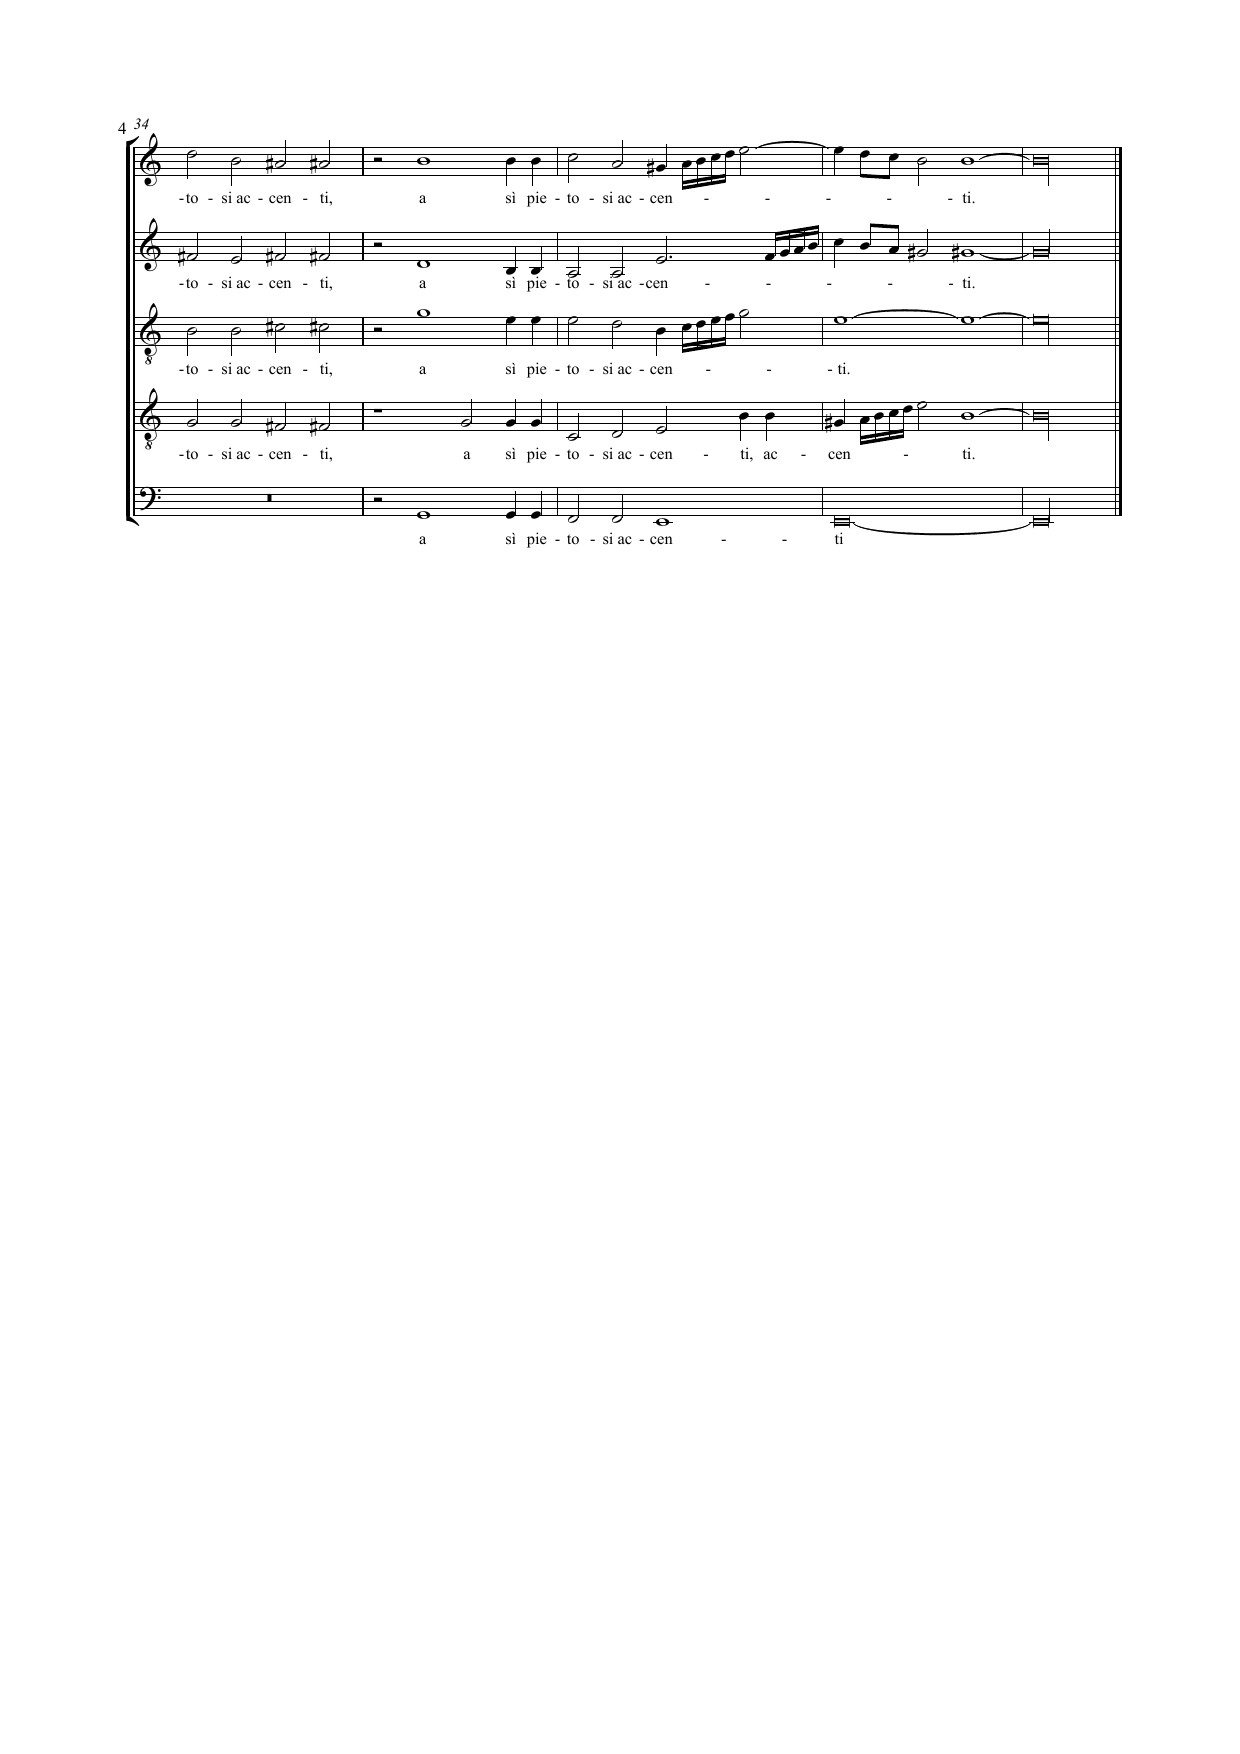 4 34
-to - si ac - cen - ti, a sì pie - to - si ac - cen - - - - - ti.
-to - si ac - cen - ti, a sì pie - to - si ac - cen - - - - - ti.
8
-to - si ac - cen - ti, a sì pie - to - si ac - cen - - - ti.
8
-to - si ac - cen - ti, a sì pie - to - si ac - cen - ti, ac - cen - ti.
a sì pie - to - si ac - cen - - ti